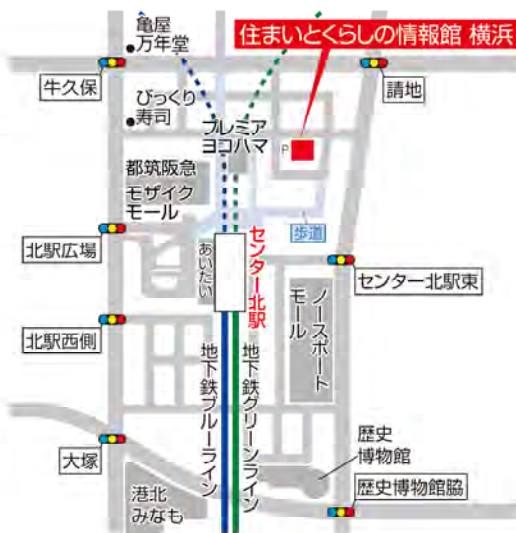 亀屋
万年堂
住まいとくらしの情報館 横浜
牛久保
請地
びっくり
寿司
プレミア
ヨコハマ
P
都筑阪急
モザイク
モール
歩道
北駅広場
あいたい
センター北駅
センター北駅東
ノースポート
モール
北駅西側
地下鉄ブルーライン
地下鉄グリーンライン
大塚
歴史
博物館
港北
みなも
歴史博物館脇